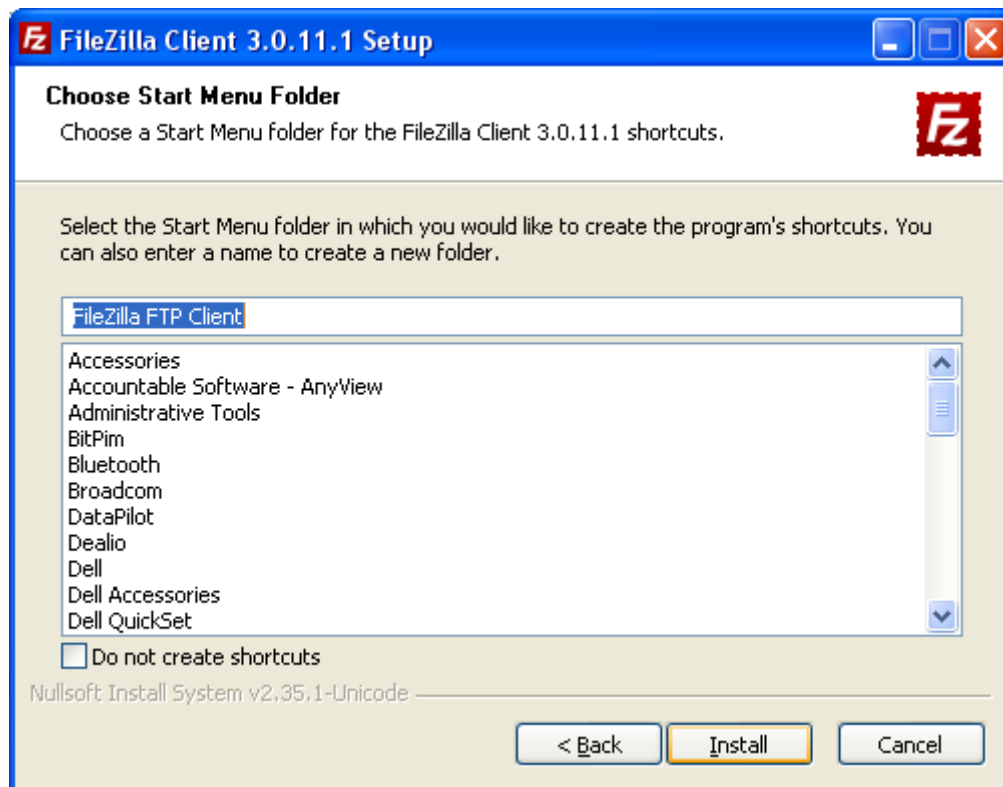 FileZilla Client 3.0.11.1 Setup
Choose Start Menu Folder
Choose a Start Menu folder for the FileZilla Client 3.0.11.1 shortcuts.
Fz
Select the Start Menu folder in which you would like to create the program's shortcuts. You
can also enter a name to create a new folder.
FileZilla FTP Client
Accessories
Accountable Software - AnyView
Administrative Tools
BitPim
Bluetooth
Broadcom
DataPilot
Dealio
Dell
Dell Accessories
Dell QuickSet
Do not create shortcuts
Nullsoft Install System v2.35.1-Unicode
< Back
Install
Cancel